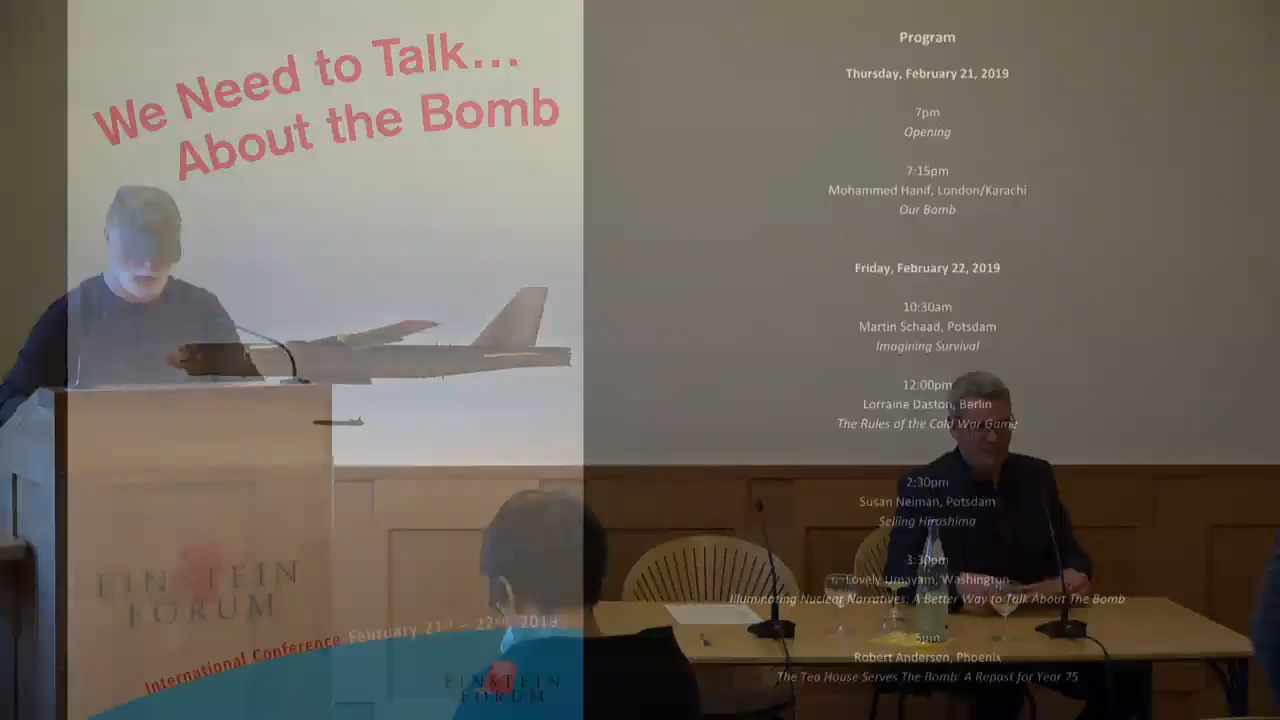 We Need to Talk...
About the Bomb
EINSTEIN
FORUM
International Conference February 21st – 22nd, 2019
EINSTEIN
FORUM
Program
Thursday, February 21, 2019
7pm
Opening
7:15pm
Mohammed Hanif, London/Karachi
Our Bomb
Friday, February 22, 2019
10:30am
Martin Schaad, Potsdam
Imagining Survival
12:00pm
Lorraine Daston, Berlin
The Rules of the Cold War Game
2:30pm
Susan Neiman, Potsdam
Selling Hiroshima
3:30pm
Lovely Umayam, Washington
Illuminating Nuclear Narratives: A Better Way to Talk About The Bomb
5pm
Robert Andersen, Phoenix
The Tea House Serves The Bomb: A Repast for Year 75